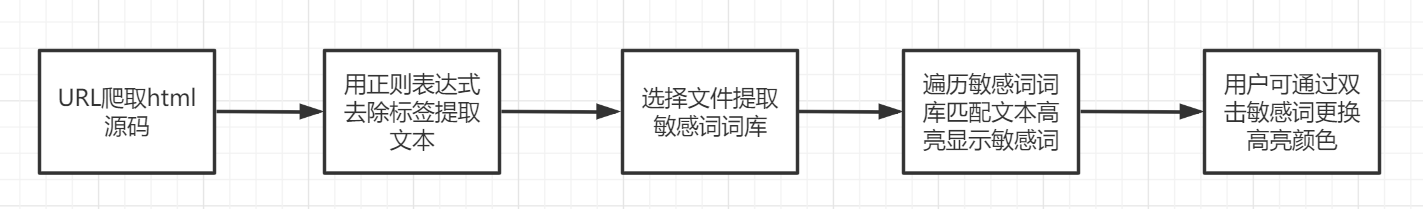 URL爬取html
源码
用正则表达式
去除标签提取
文本
选择文件提取
敏感词词库
遍历敏感词词
库匹配文本高
亮显示敏感词
用户可通过双
击敏感词更换
高亮颜色